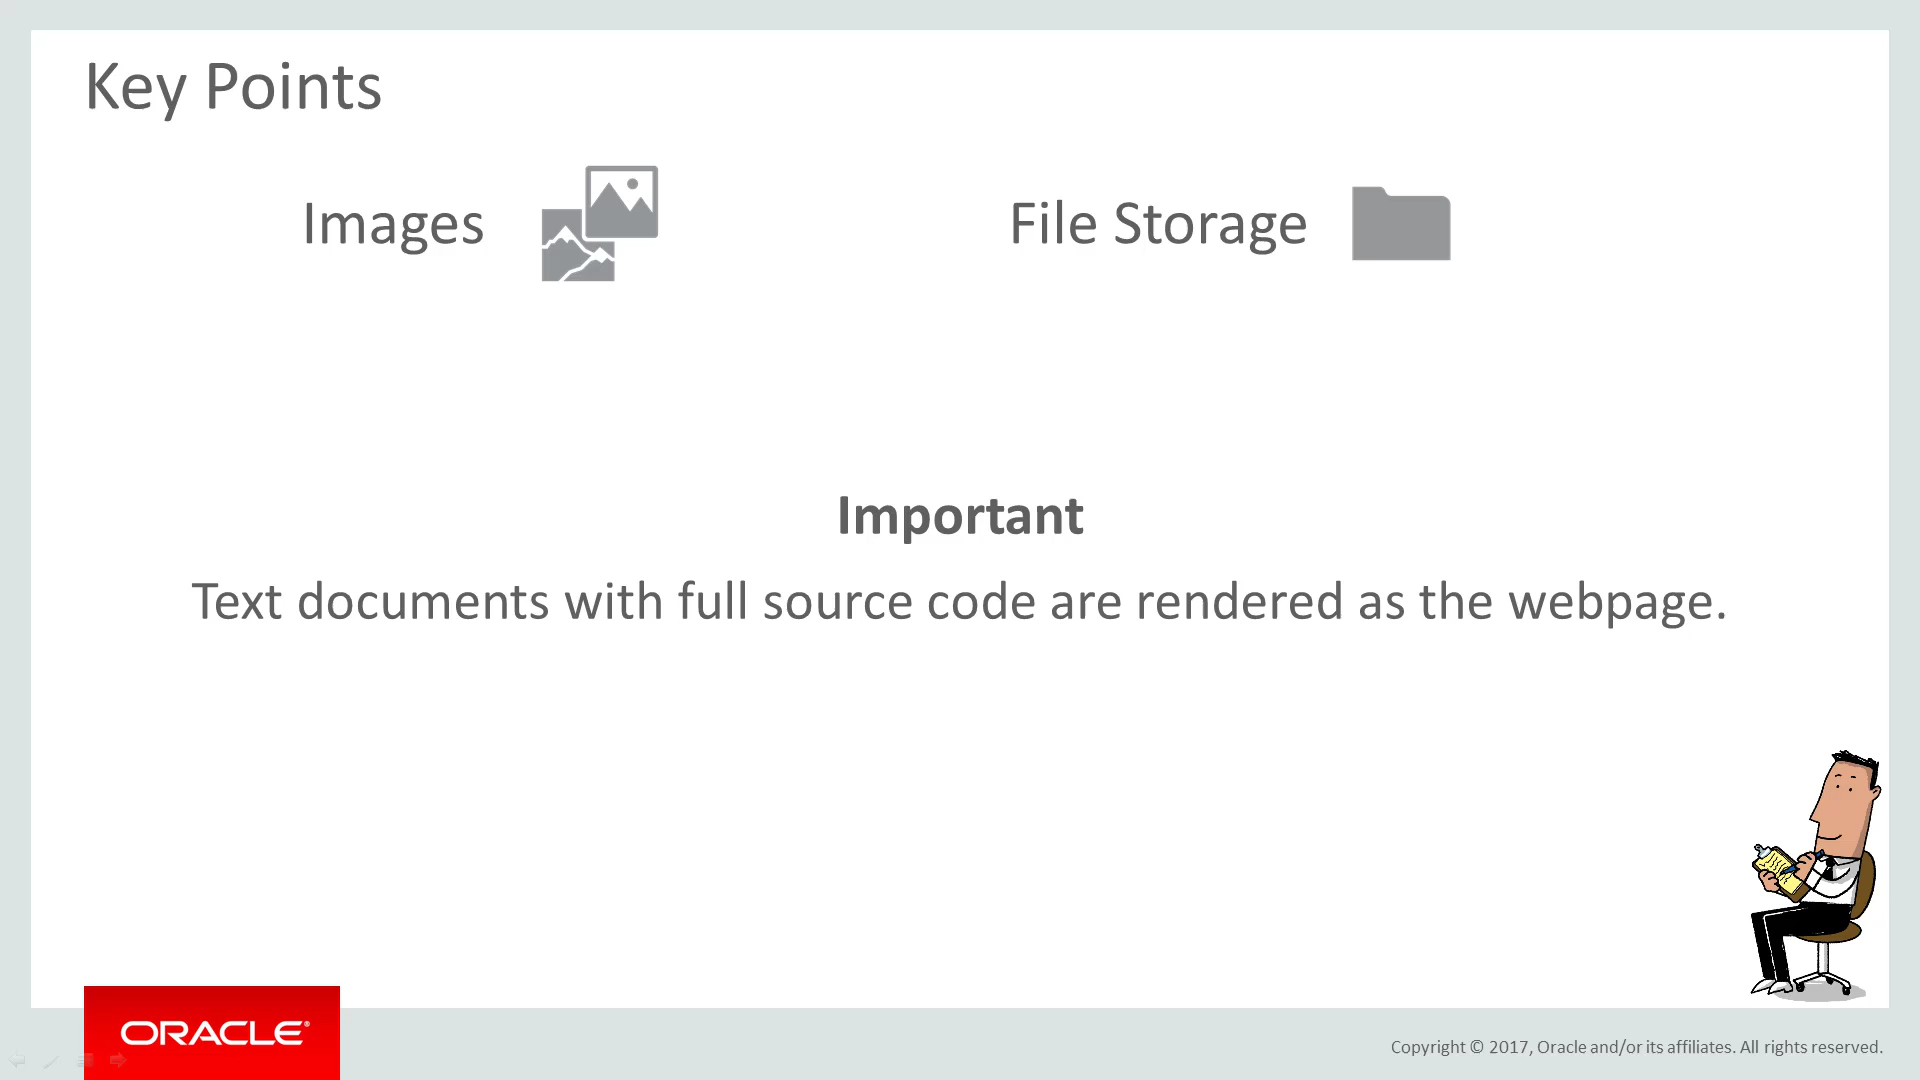 Key Points
Images
File Storage
Important
Text documents with full source code are rendered as the webpage.
ORACLE®
Copyright © 2017, Oracle and/or its affiliates. All rights reserved.